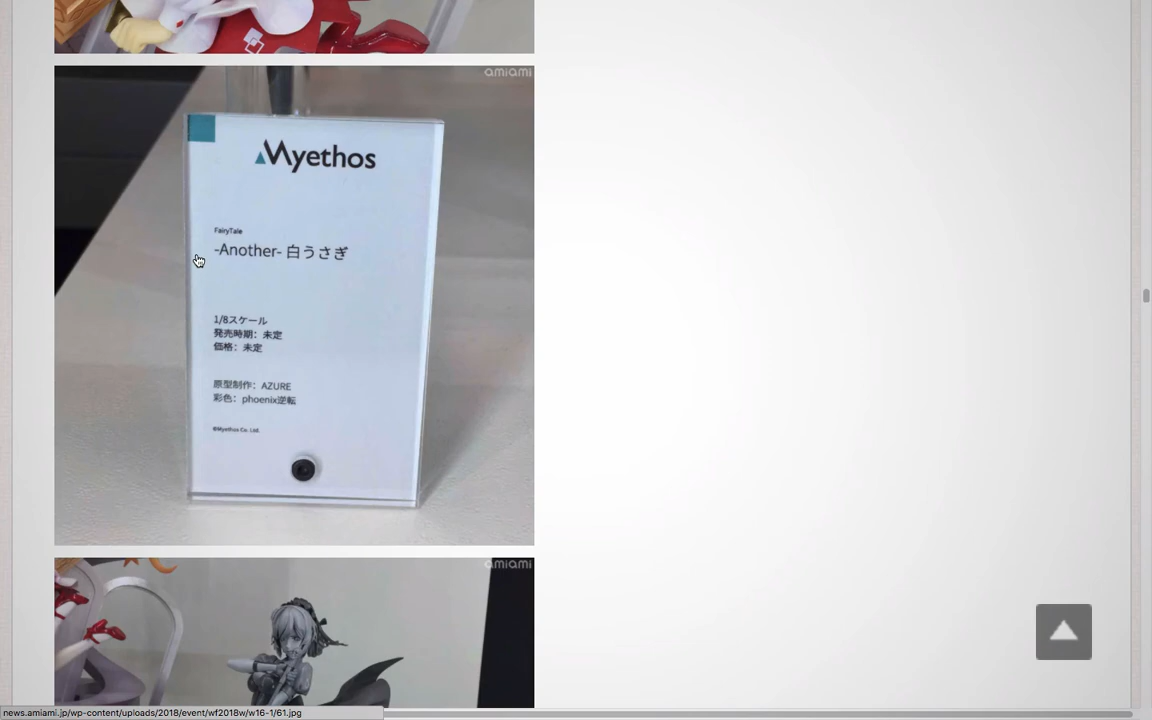 amiami
Myethos
FairyTale
-Another- 白うさぎ
1/8スケール
発売時期：未定
価格：未定
原型制作：AZURE
彩色：phoenix逆転
©Myethos Co. Ltd.
amiami
news.amiami.jp/wp-content/uploads/2018/event/wf2018w/w16-1/61.jpg